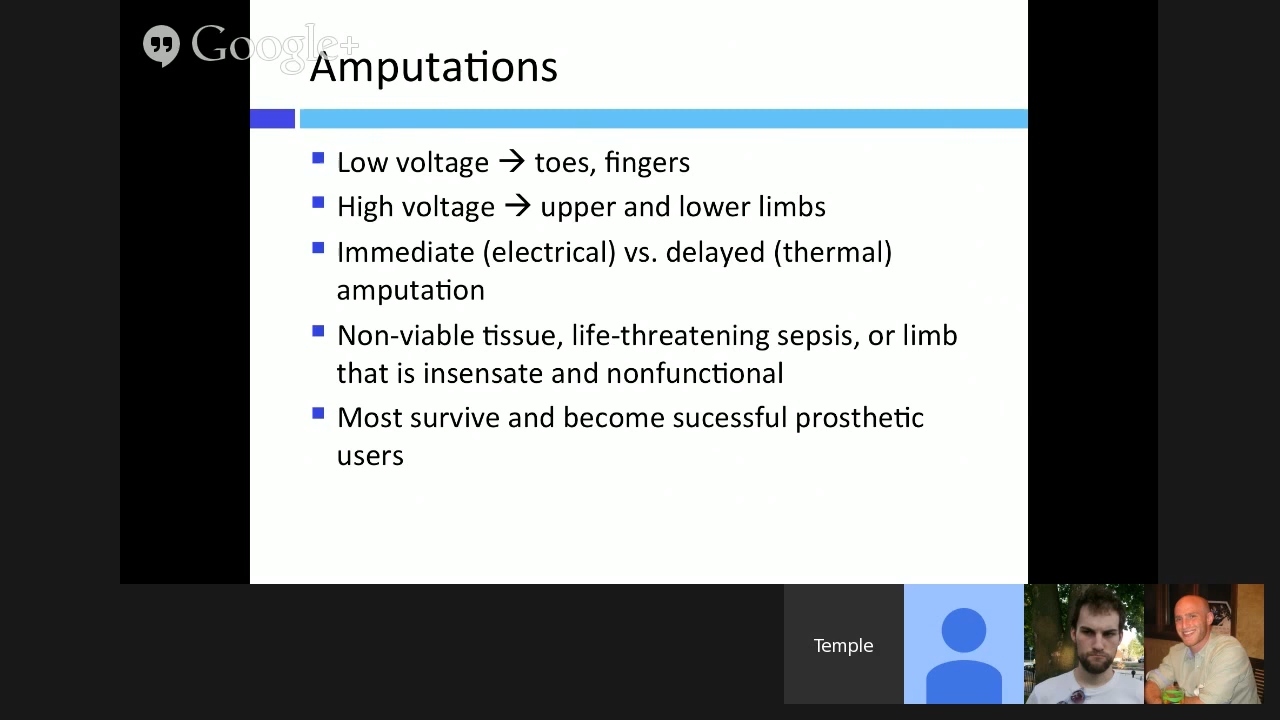 Google+
Amputations
Low voltage → toes, fingers
High voltage → upper and lower limbs
Immediate (electrical) vs. delayed (thermal)
amputation
Non-viable tissue, life-threatening sepsis, or limb
that is insensate and nonfunctional
Most survive and become sucessful prosthetic
users
Temple